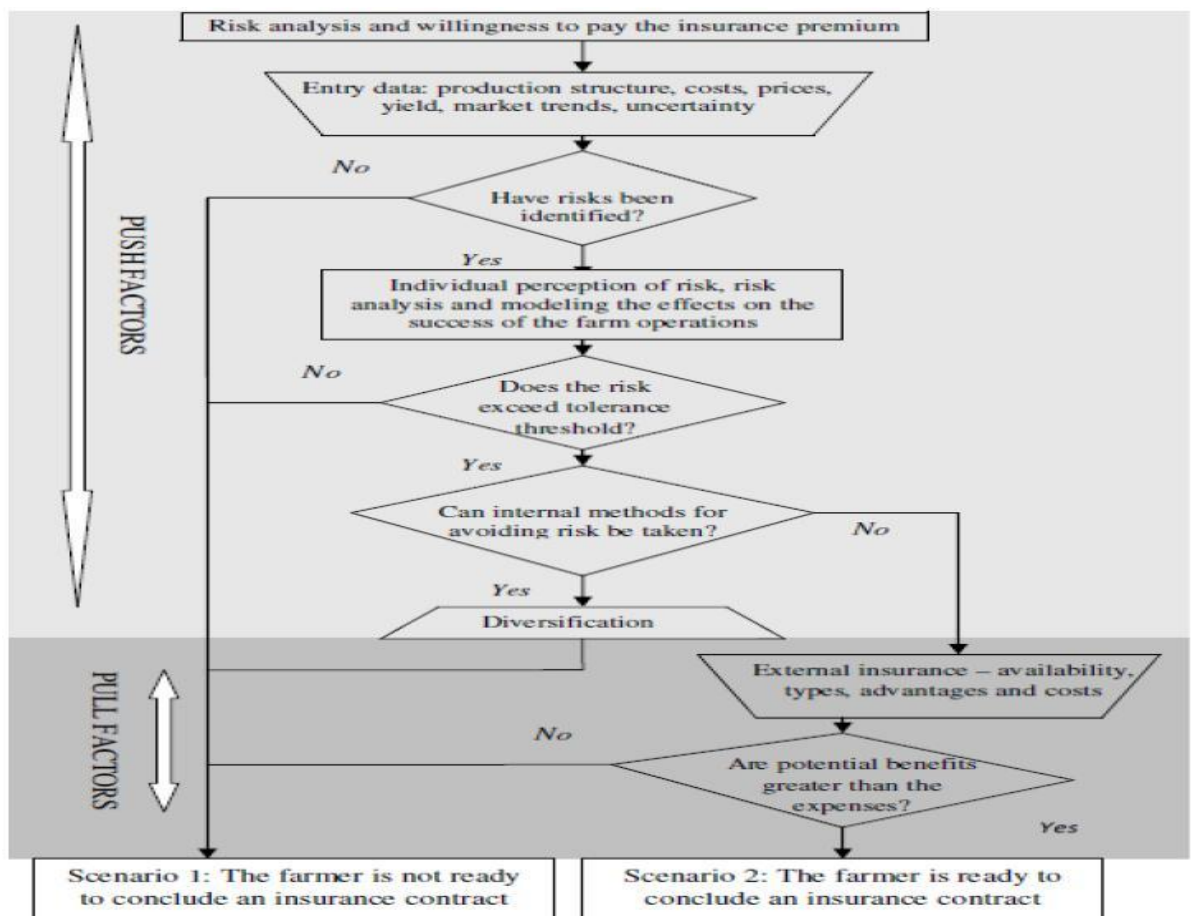 Risk analysis and willingness to pay the insurance premium
Entry data: production structure, costs, prices,
yield, market trends, uncertainty
No
Have risks been
identified?
Yes
PUSH FACTORS
Individual perception of risk, risk
analysis and modeling the effects on the
success of the farm operations
No
Does the risk
exceed tolerance
threshold?
Yes
Can internal methods for
avoiding risk be taken?
No
Yes
Diversification
PULL FACTORS
External insurance – availability,
types, advantages and costs
No
Are potential benefits
greater than the
expenses?
Yes
Scenario 1: The farmer is not ready
to conclude an insurance contract
Scenario 2: The farmer is ready to
conclude an insurance contract